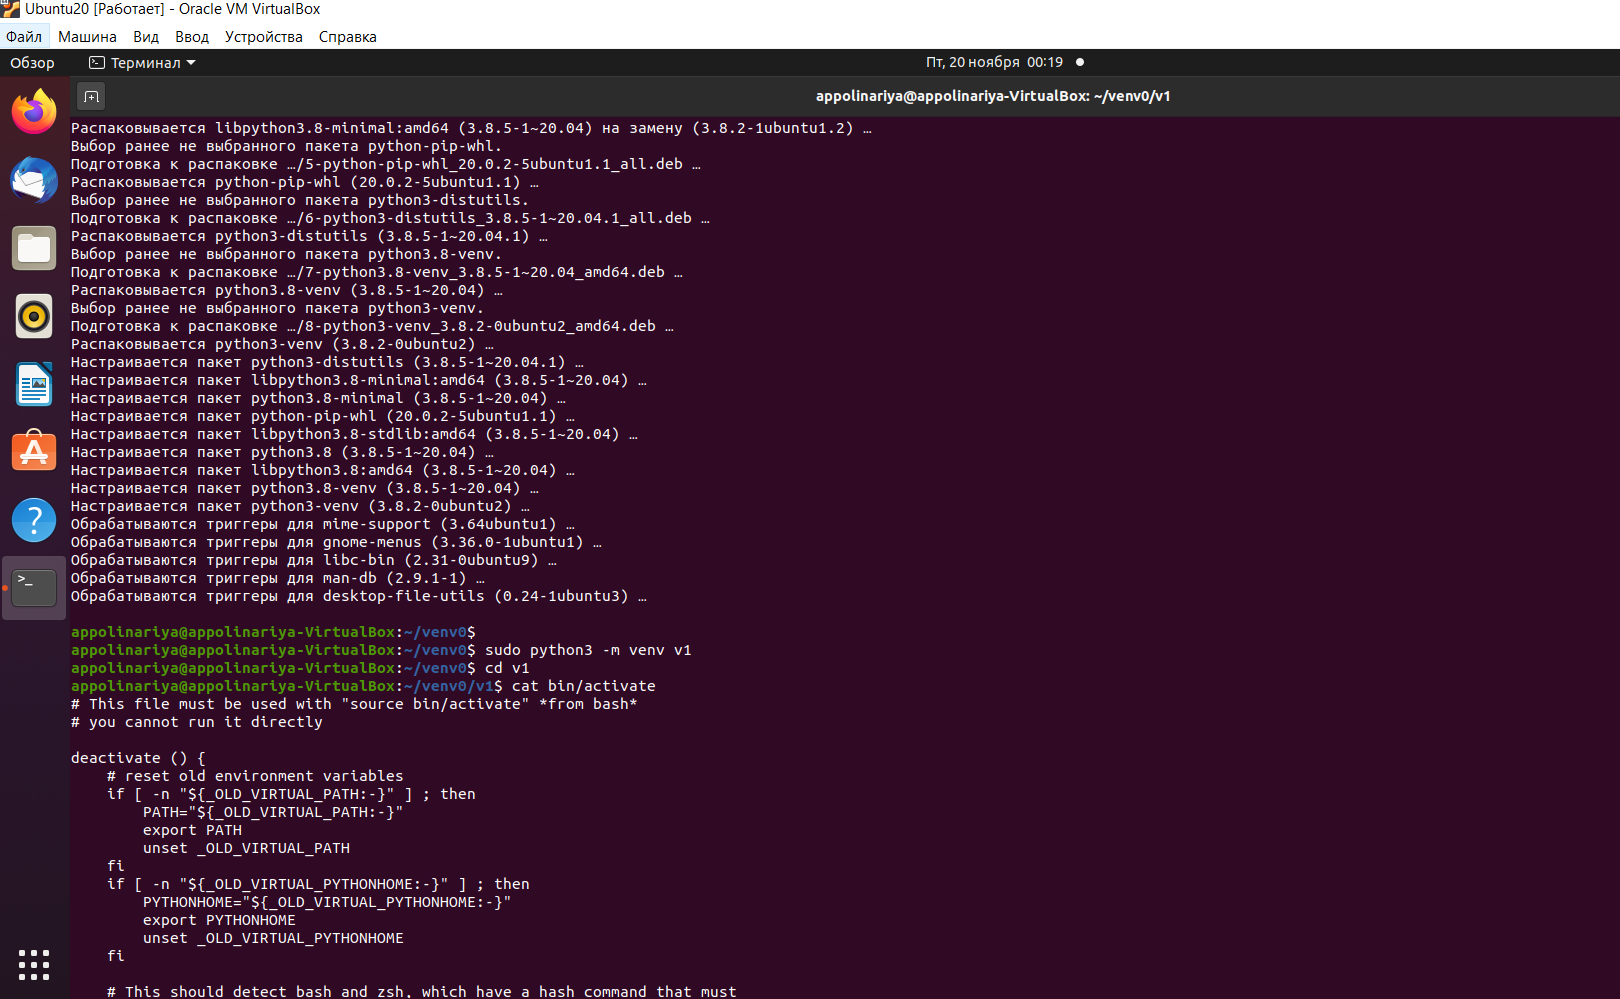 Ubuntu20 [Работает] - Oracle VM VirtualBox
Файл Машина Вид Ввод Устройства Справка
Обзор Терминал Пт, 20 ноября 00:19
appolinariya@appolinariya-VirtualBox: ~/venv0/v1
Распаковывается libpython3.8-minimal:amd64 (3.8.5-1~20.04) на замену (3.8.2-1ubuntu1.2) …
Выбор ранее не выбранного пакета python-pip-whl.
Подготовка к распаковке …/5-python-pip-whl_20.0.2-5ubuntu1.1_all.deb …
Распаковывается python-pip-whl (20.0.2-5ubuntu1.1) …
Выбор ранее не выбранного пакета python3-distutils.
Подготовка к распаковке …/6-python3-distutils_3.8.5-1~20.04.1_all.deb …
Распаковывается python3-distutils (3.8.5-1~20.04.1) …
Выбор ранее не выбранного пакета python3.8-venv.
Подготовка к распаковке …/7-python3.8-venv_3.8.5-1~20.04_amd64.deb …
Распаковывается python3.8-venv (3.8.5-1~20.04) …
Выбор ранее не выбранного пакета python3-venv.
Подготовка к распаковке …/8-python3-venv_3.8.2-0ubuntu2_amd64.deb …
Распаковывается python3-venv (3.8.2-0ubuntu2) …
Настраивается пакет python3-distutils (3.8.5-1~20.04.1) …
Настраивается пакет libpython3.8-minimal:amd64 (3.8.5-1~20.04) …
Настраивается пакет python3.8-minimal (3.8.5-1~20.04) …
Настраивается пакет python-pip-whl (20.0.2-5ubuntu1.1) …
Настраивается пакет libpython3.8-stdlib:amd64 (3.8.5-1~20.04) …
Настраивается пакет python3.8 (3.8.5-1~20.04) …
Настраивается пакет libpython3.8:amd64 (3.8.5-1~20.04) …
Настраивается пакет python3.8-venv (3.8.5-1~20.04) …
Настраивается пакет python3-venv (3.8.2-0ubuntu2) …
Обрабатываются триггеры для mime-support (3.64ubuntu1) …
Обрабатываются триггеры для gnome-menus (3.36.0-1ubuntu1) …
Обрабатываются триггеры для libc-bin (2.31-0ubuntu9) …
Обрабатываются триггеры для man-db (2.9.1-1) …
Обрабатываются триггеры для desktop-file-utils (0.24-1ubuntu3) …
appolinariya@appolinariya-VirtualBox:~/venv0$
appolinariya@appolinariya-VirtualBox:~/venv0$ sudo python3 -m venv v1
appolinariya@appolinariya-VirtualBox:~/venv0$ cd v1
appolinariya@appolinariya-VirtualBox:~/venv0/v1$ cat bin/activate
# This file must be used with "source bin/activate" *from bash*
# you cannot run it directly
deactivate () {
    # reset old environment variables
    if [ -n "${_OLD_VIRTUAL_PATH:-}" ] ; then
        PATH="${_OLD_VIRTUAL_PATH:-}"
        export PATH
        unset _OLD_VIRTUAL_PATH
    fi
    if [ -n "${_OLD_VIRTUAL_PYTHONHOME:-}" ] ; then
        PYTHONHOME="${_OLD_VIRTUAL_PYTHONHOME:-}"
        export PYTHONHOME
        unset _OLD_VIRTUAL_PYTHONHOME
    fi
    # This should detect bash and zsh, which have a hash command that must